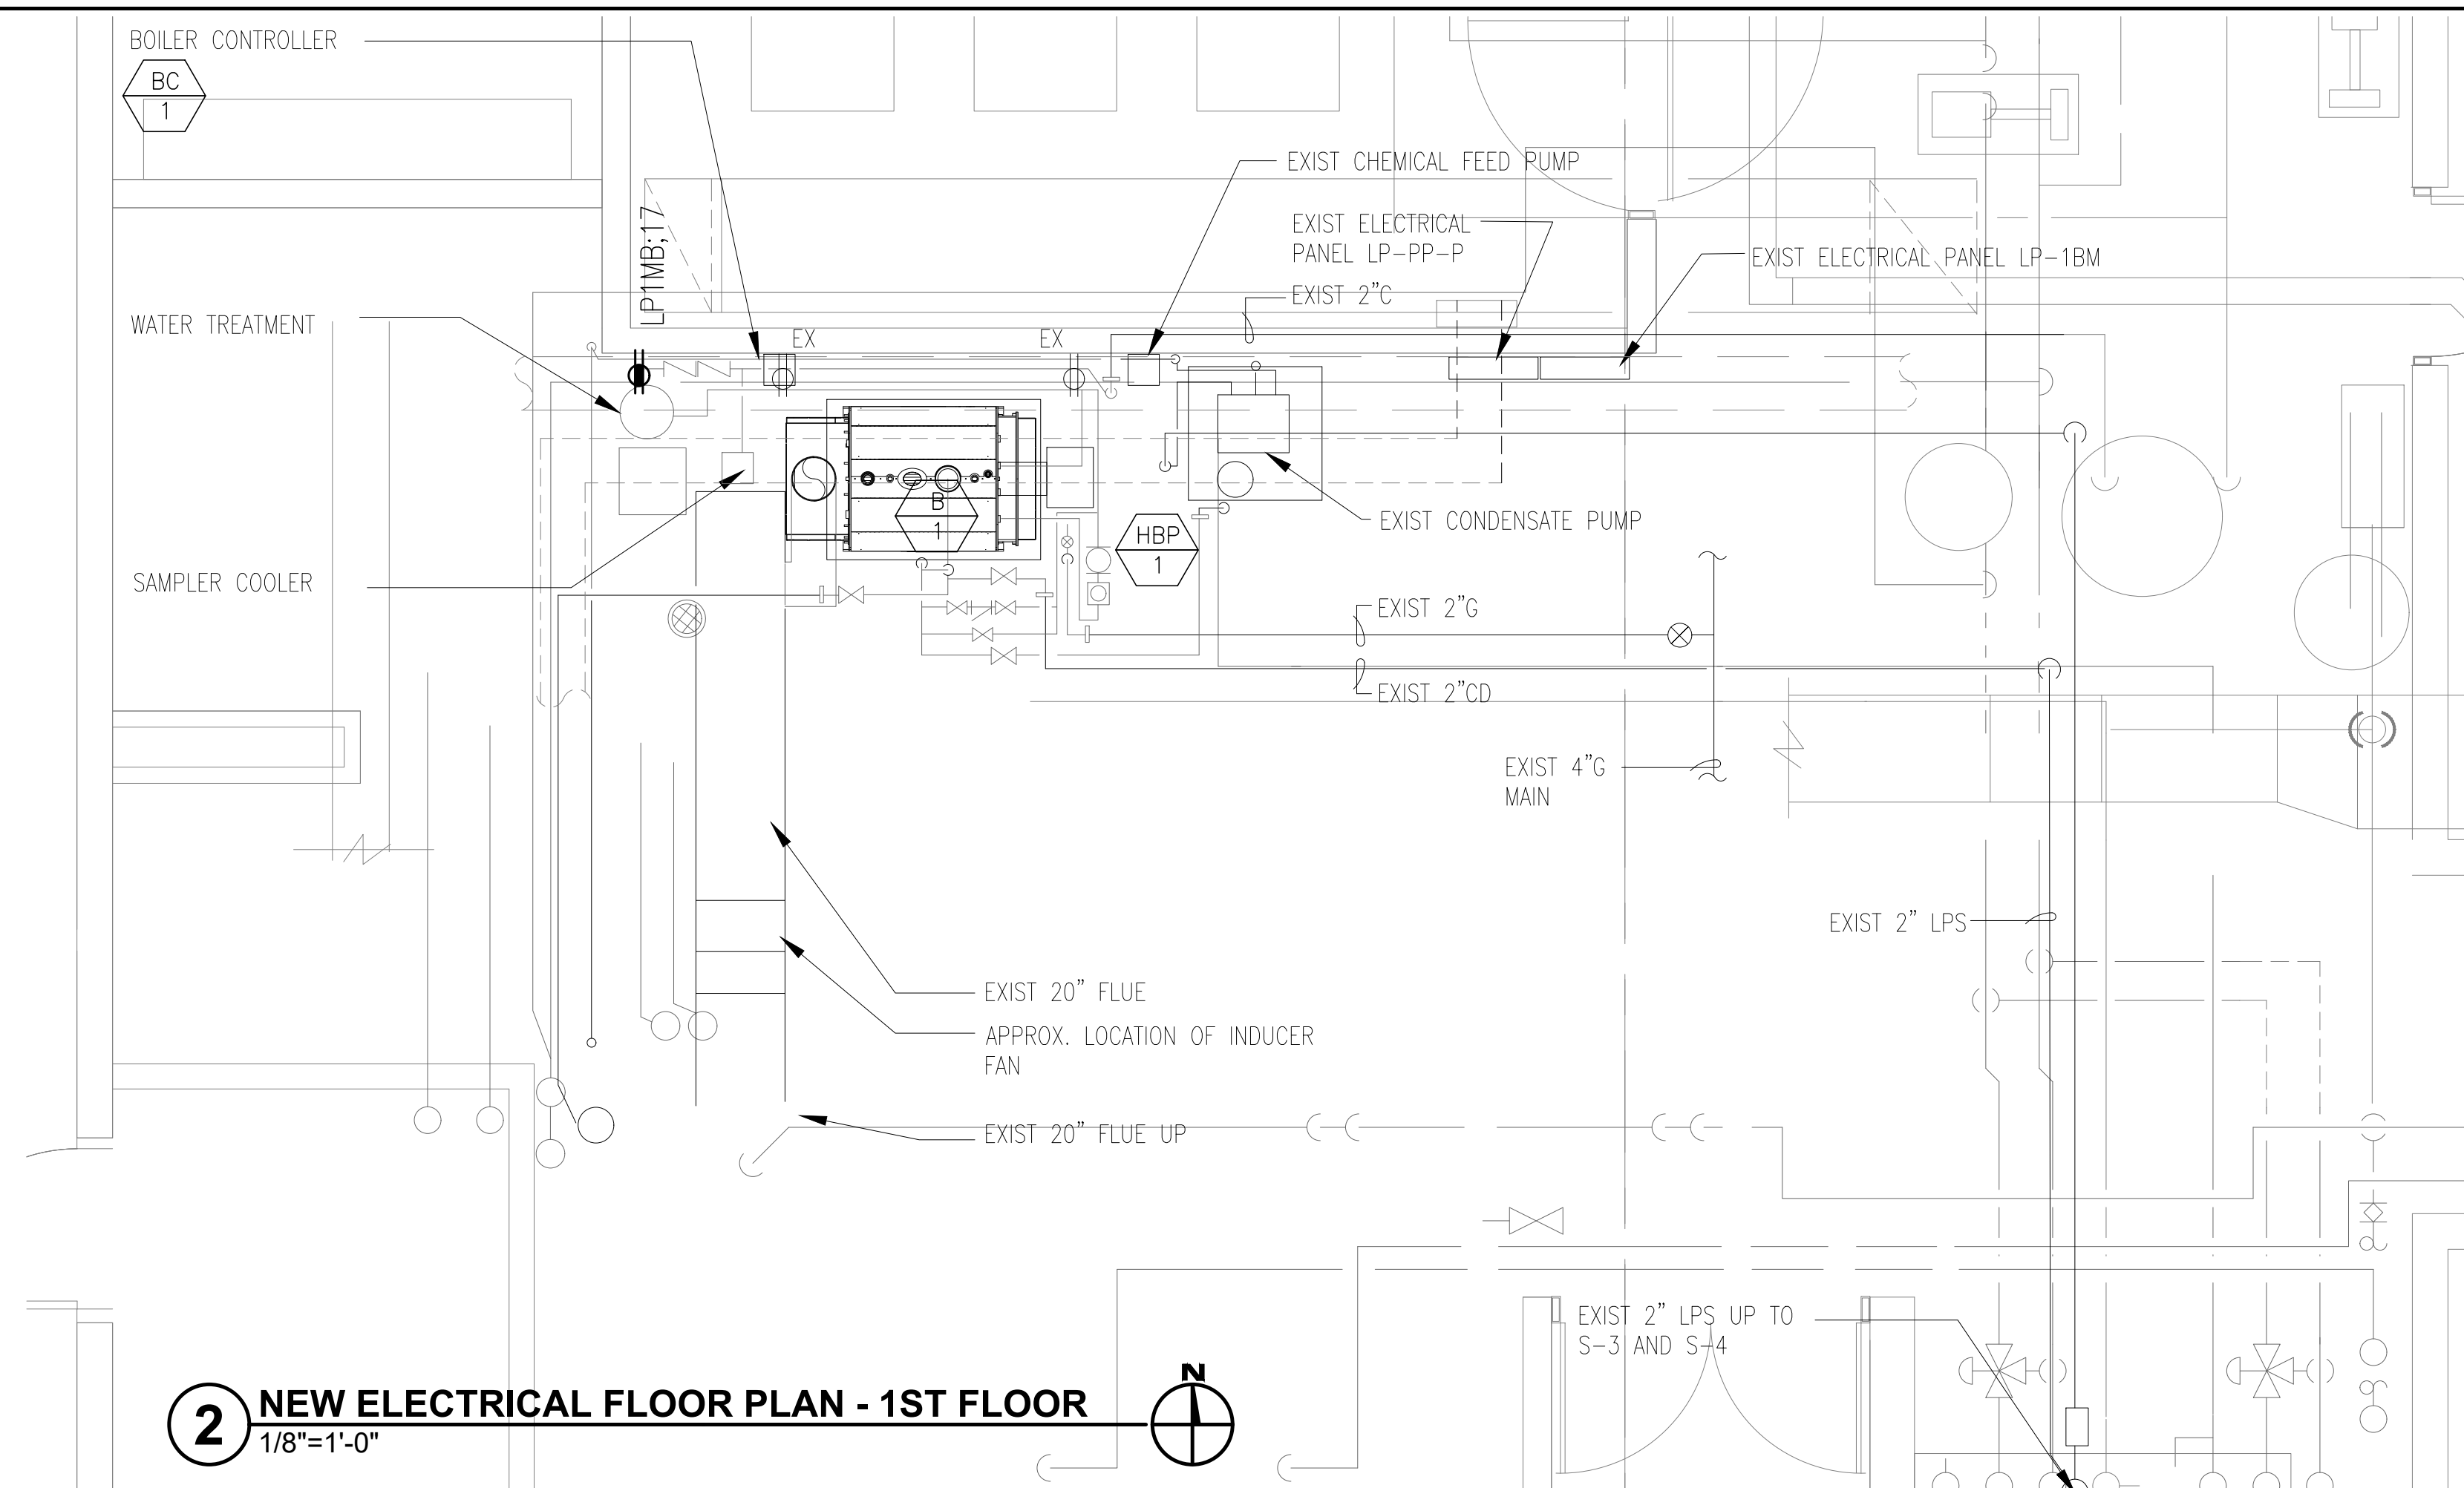 BOILER CONTROLLER
BC
1
EXIST CHEMICAL FEED PUMP
EXIST ELECTRICAL
PANEL LP-PP-P
EXIST ELECTRICAL PANEL LP-1BM
EXIST 2"C
LP1MB;17
WATER TREATMENT
EX
EX
B
1
HBP
1
EXIST CONDENSATE PUMP
SAMPLER COOLER
EXIST 2"G
EXIST 2"CD
EXIST 4"G
MAIN
EXIST 2" LPS
EXIST 20" FLUE
APPROX. LOCATION OF INDUCER
FAN
EXIST 20" FLUE UP
EXIST 2" LPS UP TO
S-3 AND S-4
N
2
NEW ELECTRICAL FLOOR PLAN - 1ST FLOOR
1/8"=1'-0"